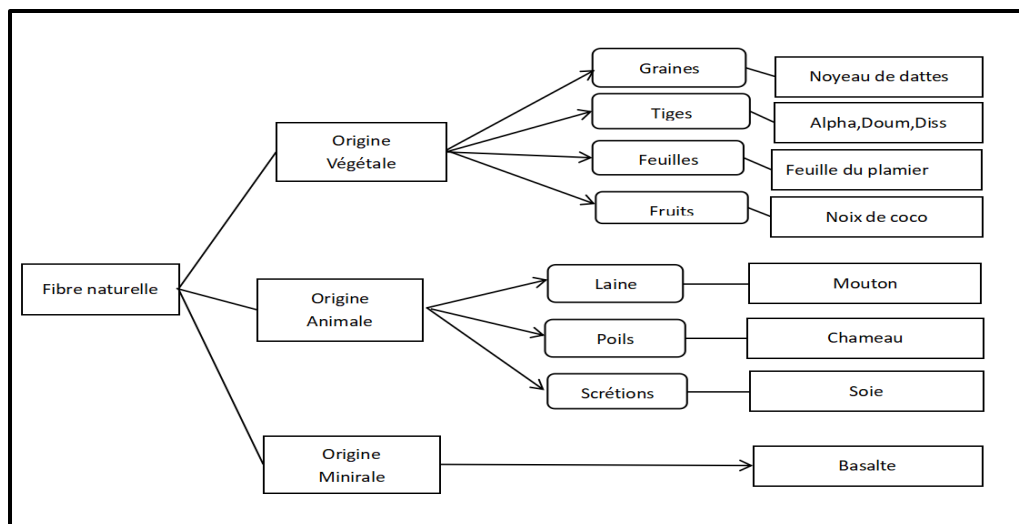 Graines
Noyeau de dattes
Tiges
Alpha,Doum,Diss
Origine
Végétale
Feuilles
Feuille du plamier
Fruits
Noix de coco
Fibre naturelle
Origine
Animale
Laine
Mouton
Poils
Chameau
Scrétions
Soie
Origine
Minirale
Basalte